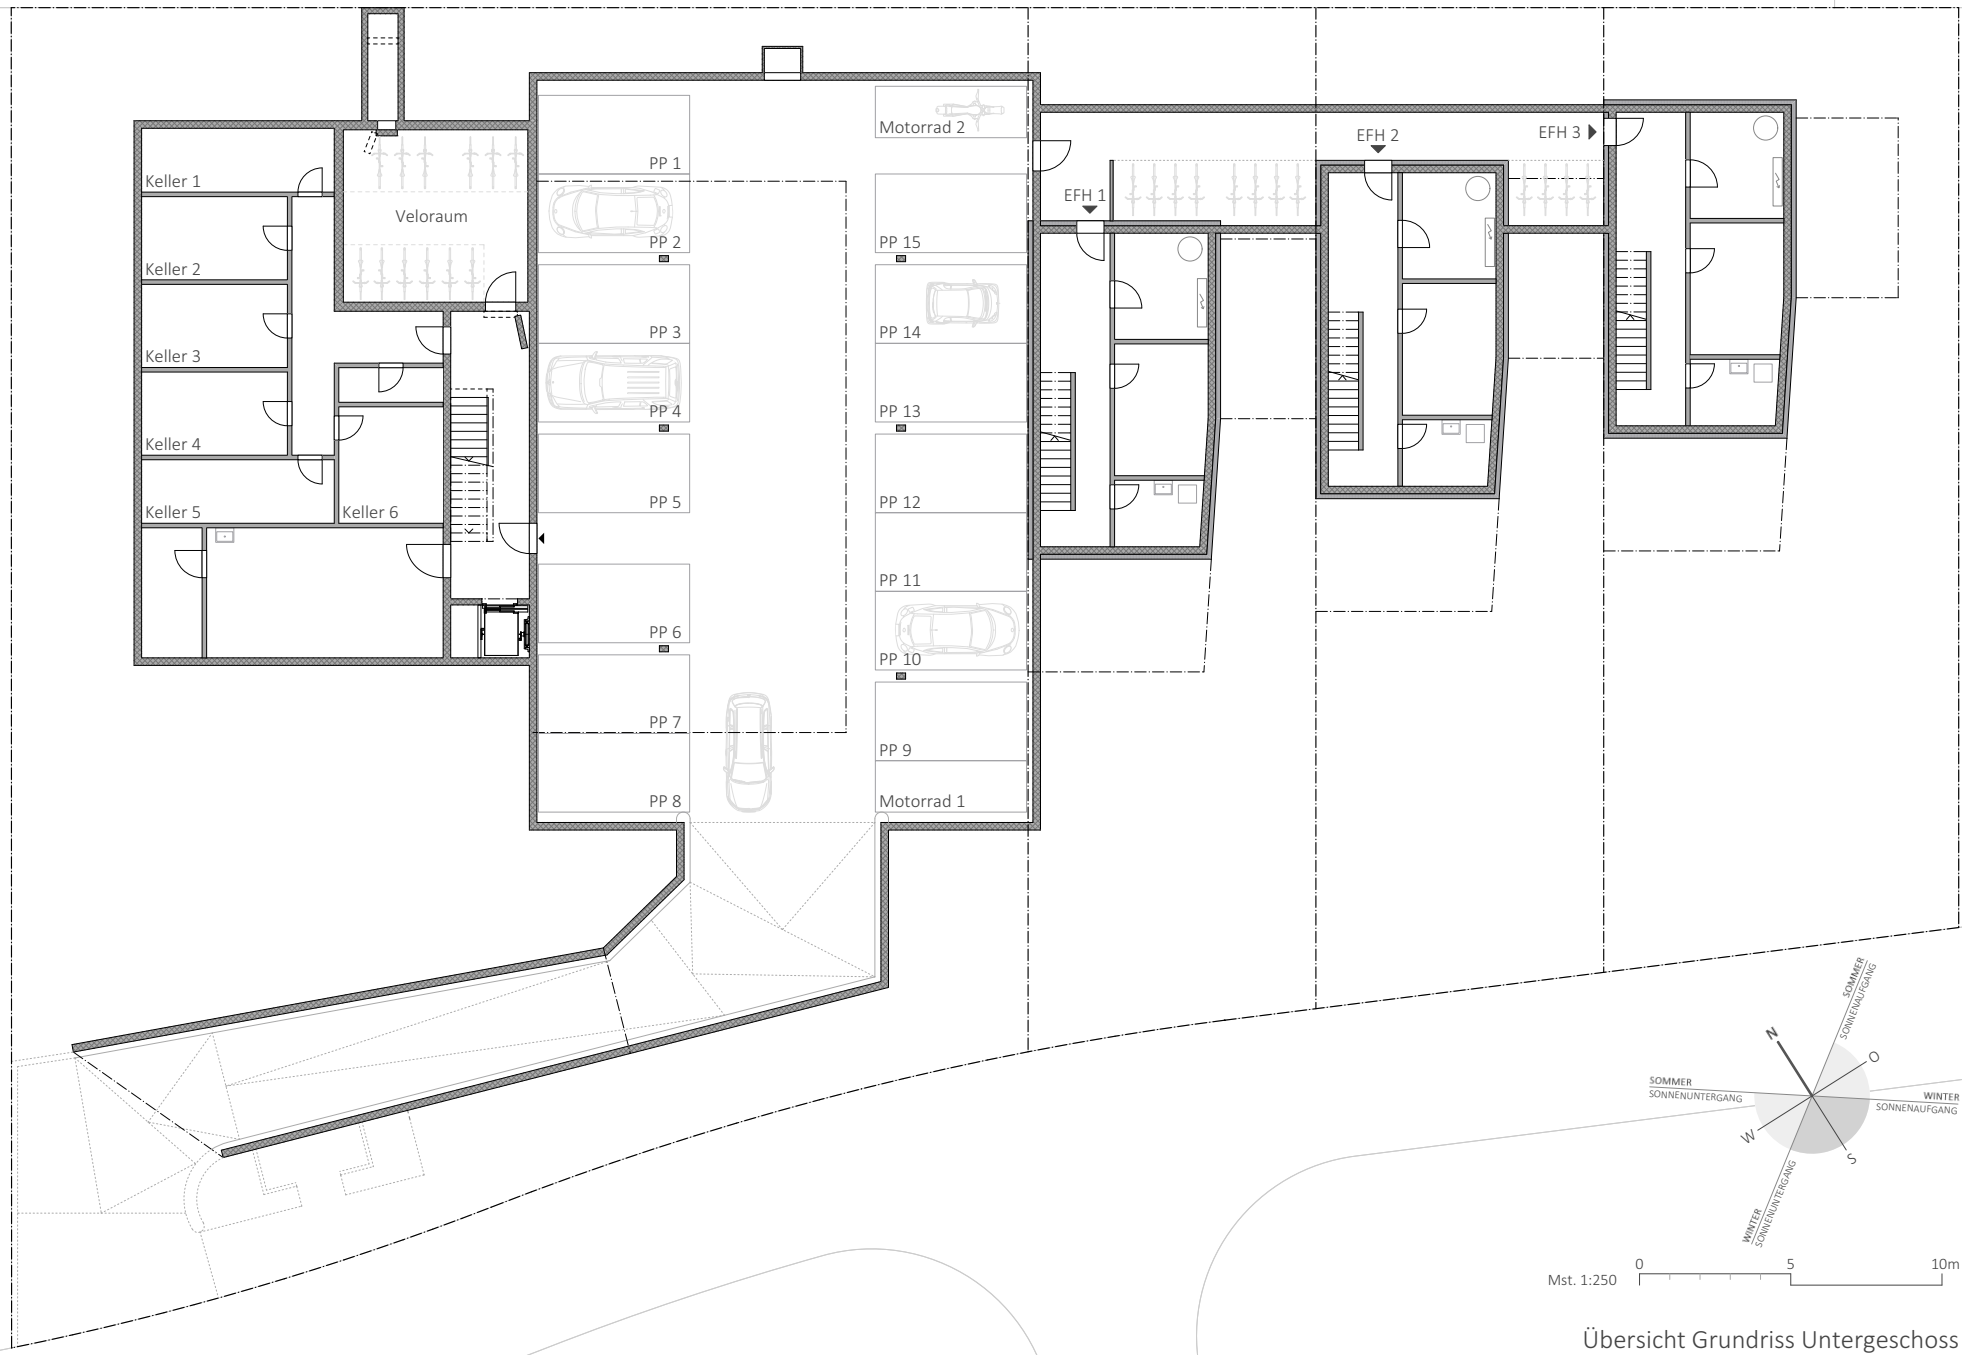 Motorrad 2
EFH 2
EFH 3
PP 1
Keller 1
EFH 1
Veloraum
PP 2
PP 15
Keller 2
PP 3
PP 14
Keller 3
PP 4
PP 13
Keller 4
PP 5
PP 12
Keller 5
Keller 6
PP 11
PP 6
PP 10
PP 7
PP 9
PP 8
Motorrad 1
SOMMER
SONNENAUFGANG
N
O
SOMMER
SONNENUNTERGANG
WINTER
SONNENAUFGANG
W
S
WINTER
SONNENUNTERGANG
0 5 10m
Mst. 1:250
Übersicht Grundriss Untergeschoss